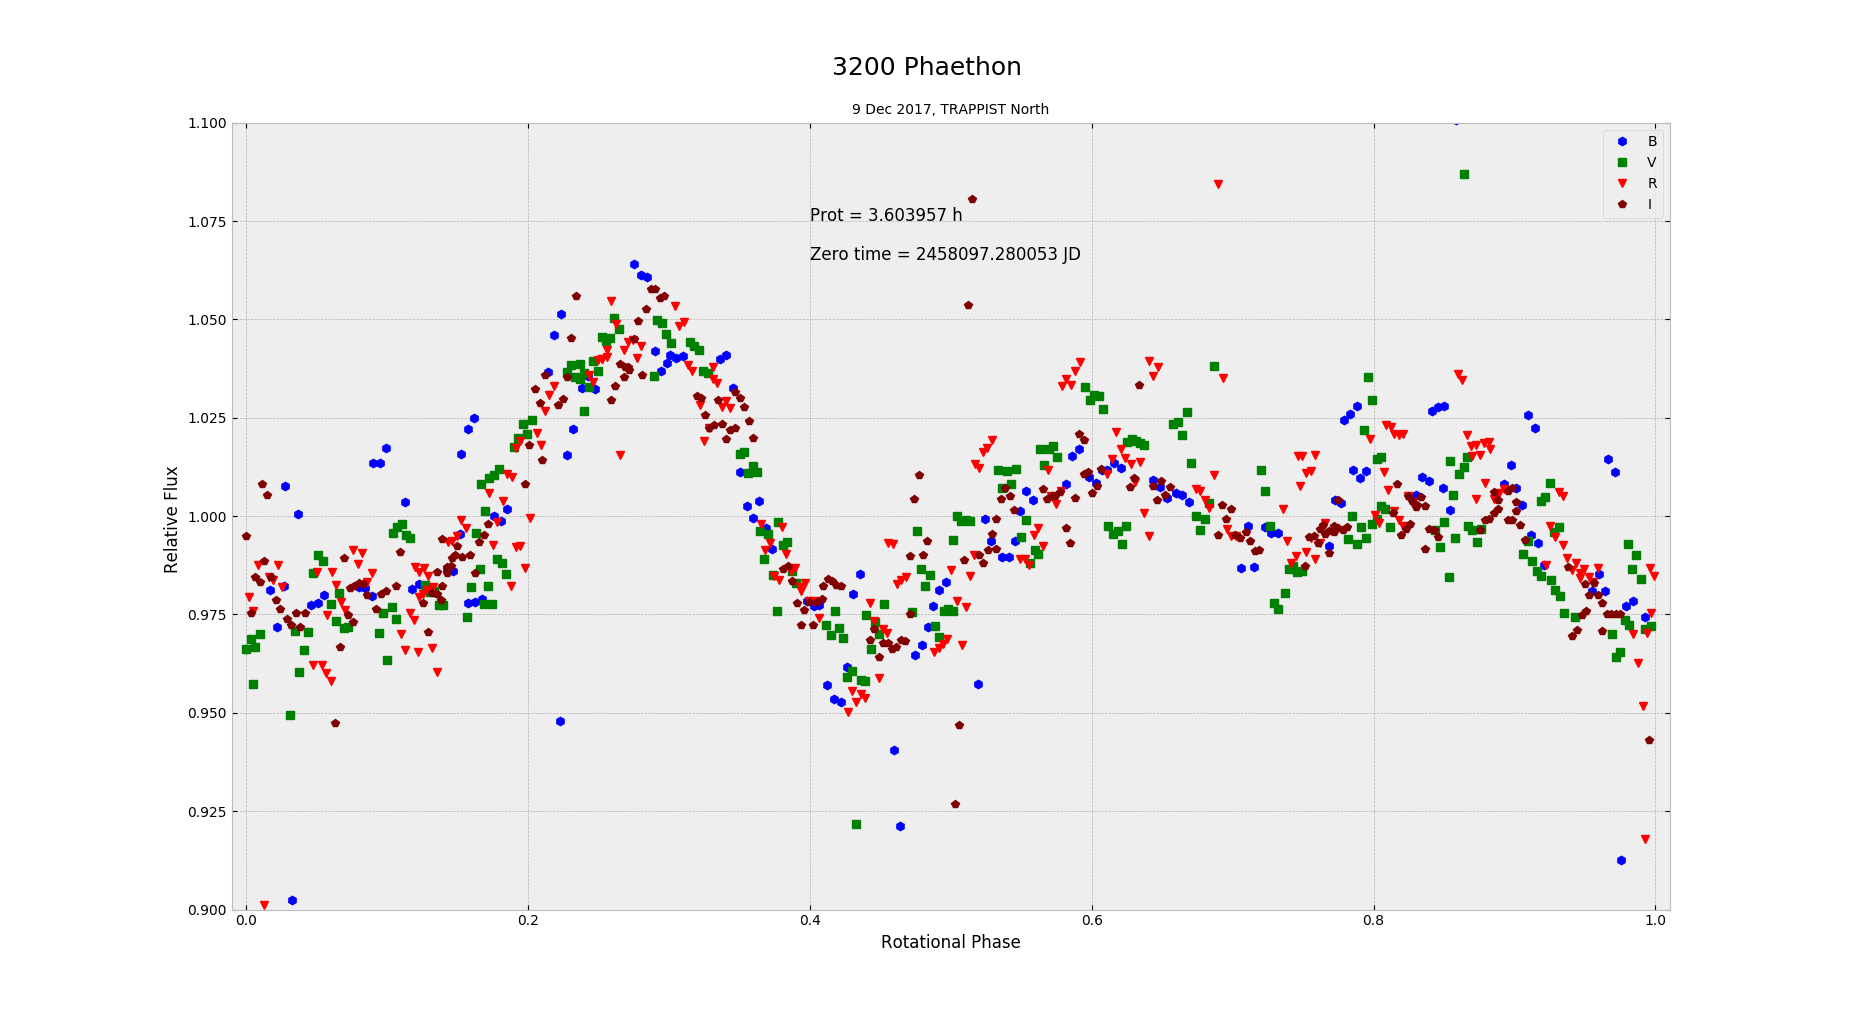 3200 Phaethon
9 Dec 2017, TRAPPIST North
1.100
1.075
1.050
1.025
1.000
0.975
0.950
0.925
0.900
Relative Flux
Prot = 3.603957 h
Zero time = 2458097.280053 JD
B
V
R
I
0.0 0.2 0.4 0.6 0.8 1.0
Rotational Phase